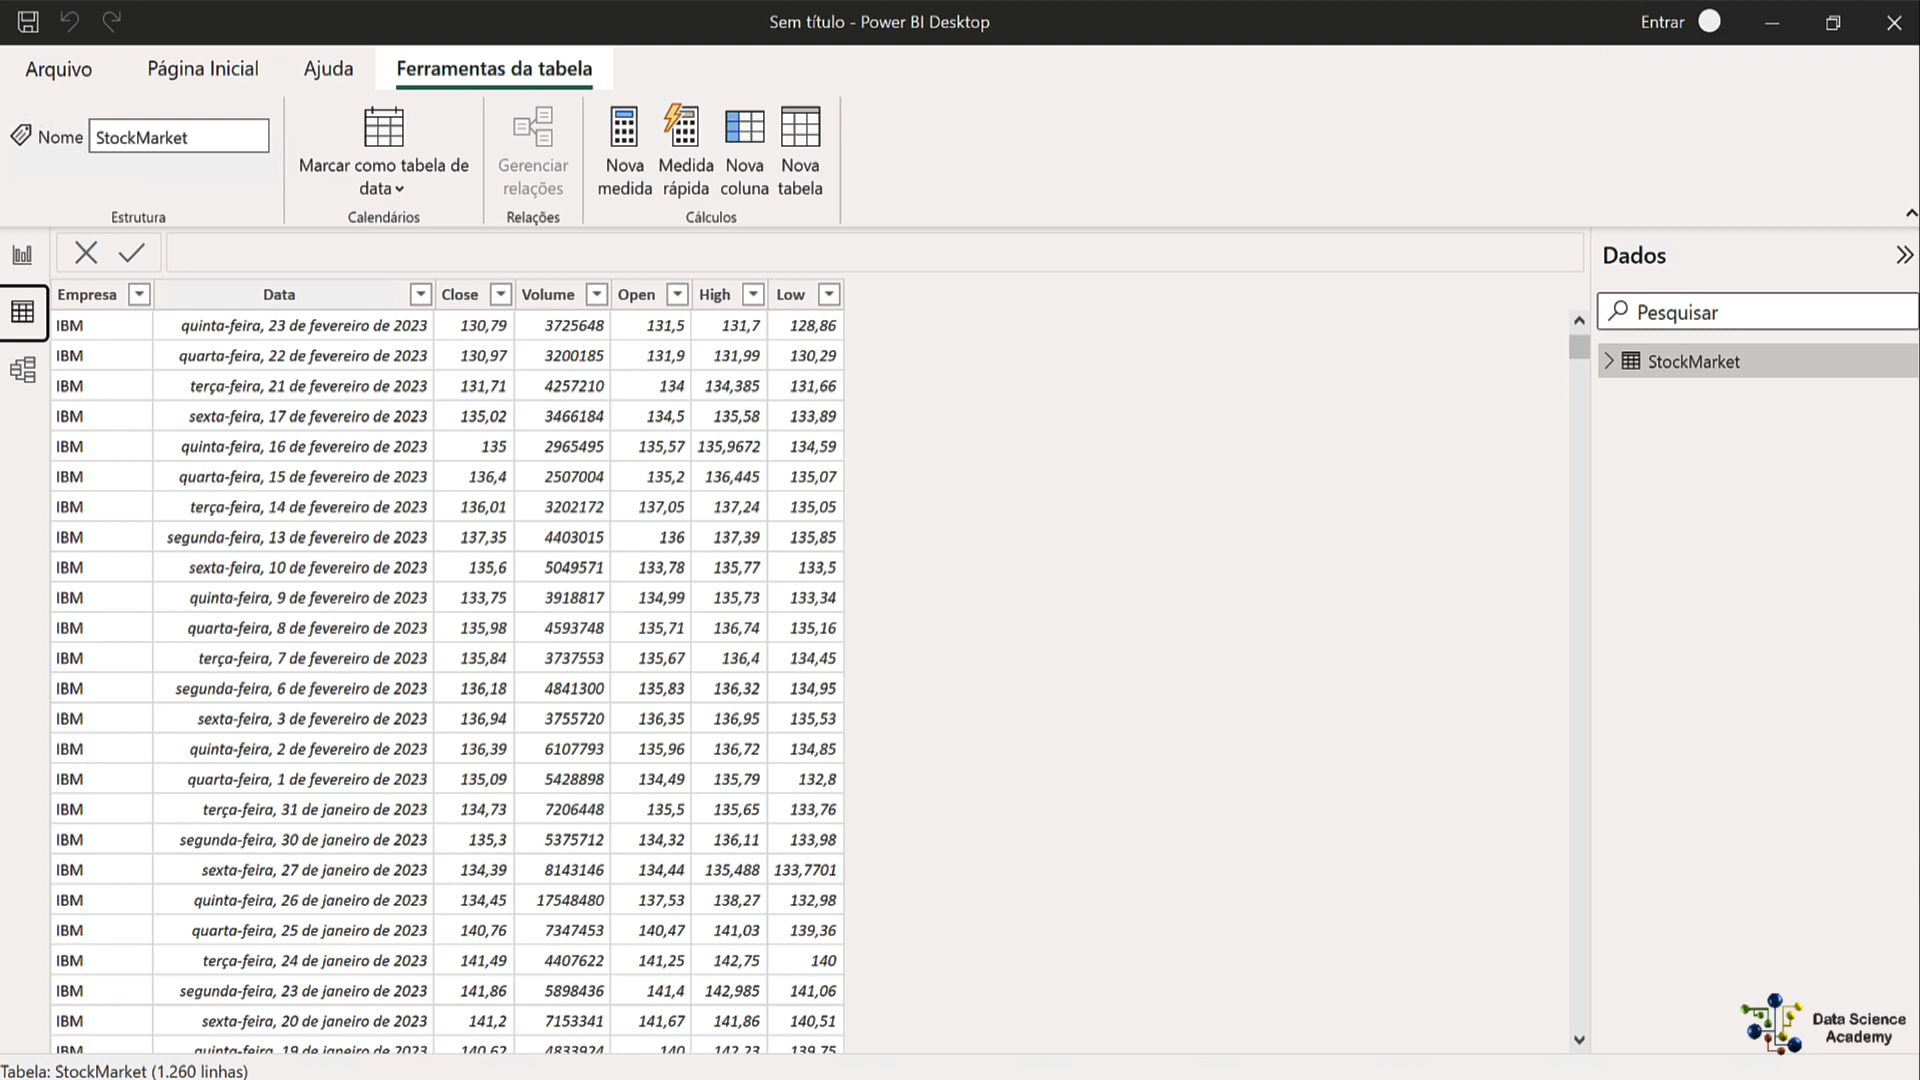 Sem título - Power BI Desktop
Entrar
Arquivo
Página Inicial
Ajuda
Ferramentas da tabela
Nome
StockMarket
Marcar como tabela de
data
Gerenciar
relações
Nova
medida
Medida
rápida
Nova
coluna
Nova
tabela
Estrutura
Calendários
Relações
Cálculos
Dados
Pesquisar
StockMarket
Empresa Data Close Volume Open High Low
IBM quinta-feira, 23 de fevereiro de 2023 130,79 3725648 131,5 131,7 128,86
IBM quarta-feira, 22 de fevereiro de 2023 130,97 3200185 131,9 131,99 130,29
IBM terça-feira, 21 de fevereiro de 2023 131,71 4257210 134 134,385 131,66
IBM sexta-feira, 17 de fevereiro de 2023 135,02 3466184 134,5 135,58 133,89
IBM quinta-feira, 16 de fevereiro de 2023 135 2965495 135,57 135,9672 134,59
IBM quarta-feira, 15 de fevereiro de 2023 136,4 2507004 135,2 136,445 135,07
IBM terça-feira, 14 de fevereiro de 2023 136,01 3202172 137,05 137,24 135,05
IBM segunda-feira, 13 de fevereiro de 2023 137,35 4403015 136 137,39 135,85
IBM sexta-feira, 10 de fevereiro de 2023 135,6 5049571 133,78 135,77 133,5
IBM quinta-feira, 9 de fevereiro de 2023 133,75 3918817 134,99 135,73 133,34
IBM quarta-feira, 8 de fevereiro de 2023 135,98 4593748 135,71 136,74 135,16
IBM terça-feira, 7 de fevereiro de 2023 135,84 3737553 135,67 136,4 134,45
IBM segunda-feira, 6 de fevereiro de 2023 136,18 4841300 135,83 136,32 134,95
IBM sexta-feira, 3 de fevereiro de 2023 136,94 3755720 136,35 136,95 135,53
IBM quinta-feira, 2 de fevereiro de 2023 136,39 6107793 135,96 136,72 134,85
IBM quarta-feira, 1 de fevereiro de 2023 135,09 5428898 134,49 135,79 132,8
IBM terça-feira, 31 de janeiro de 2023 134,73 7206448 135,5 135,65 133,76
IBM segunda-feira, 30 de janeiro de 2023 135,3 5375712 134,32 136,11 133,98
IBM sexta-feira, 27 de janeiro de 2023 134,39 8143146 134,44 135,488 133,7701
IBM quinta-feira, 26 de janeiro de 2023 134,45 17548480 137,53 138,27 132,98
IBM quarta-feira, 25 de janeiro de 2023 140,76 7347453 140,47 141,03 139,36
IBM terça-feira, 24 de janeiro de 2023 141,49 4407622 141,25 142,75 140
IBM segunda-feira, 23 de janeiro de 2023 141,86 5898436 141,4 142,985 141,06
IBM sexta-feira, 20 de janeiro de 2023 141,2 7153341 141,67 141,86 140,51
IBM quinta-feira, 19 de janeiro de 2023 140,62 4833924 140 142,23 139,75
Data Science
Academy
Tabela: StockMarket (1.260 linhas)